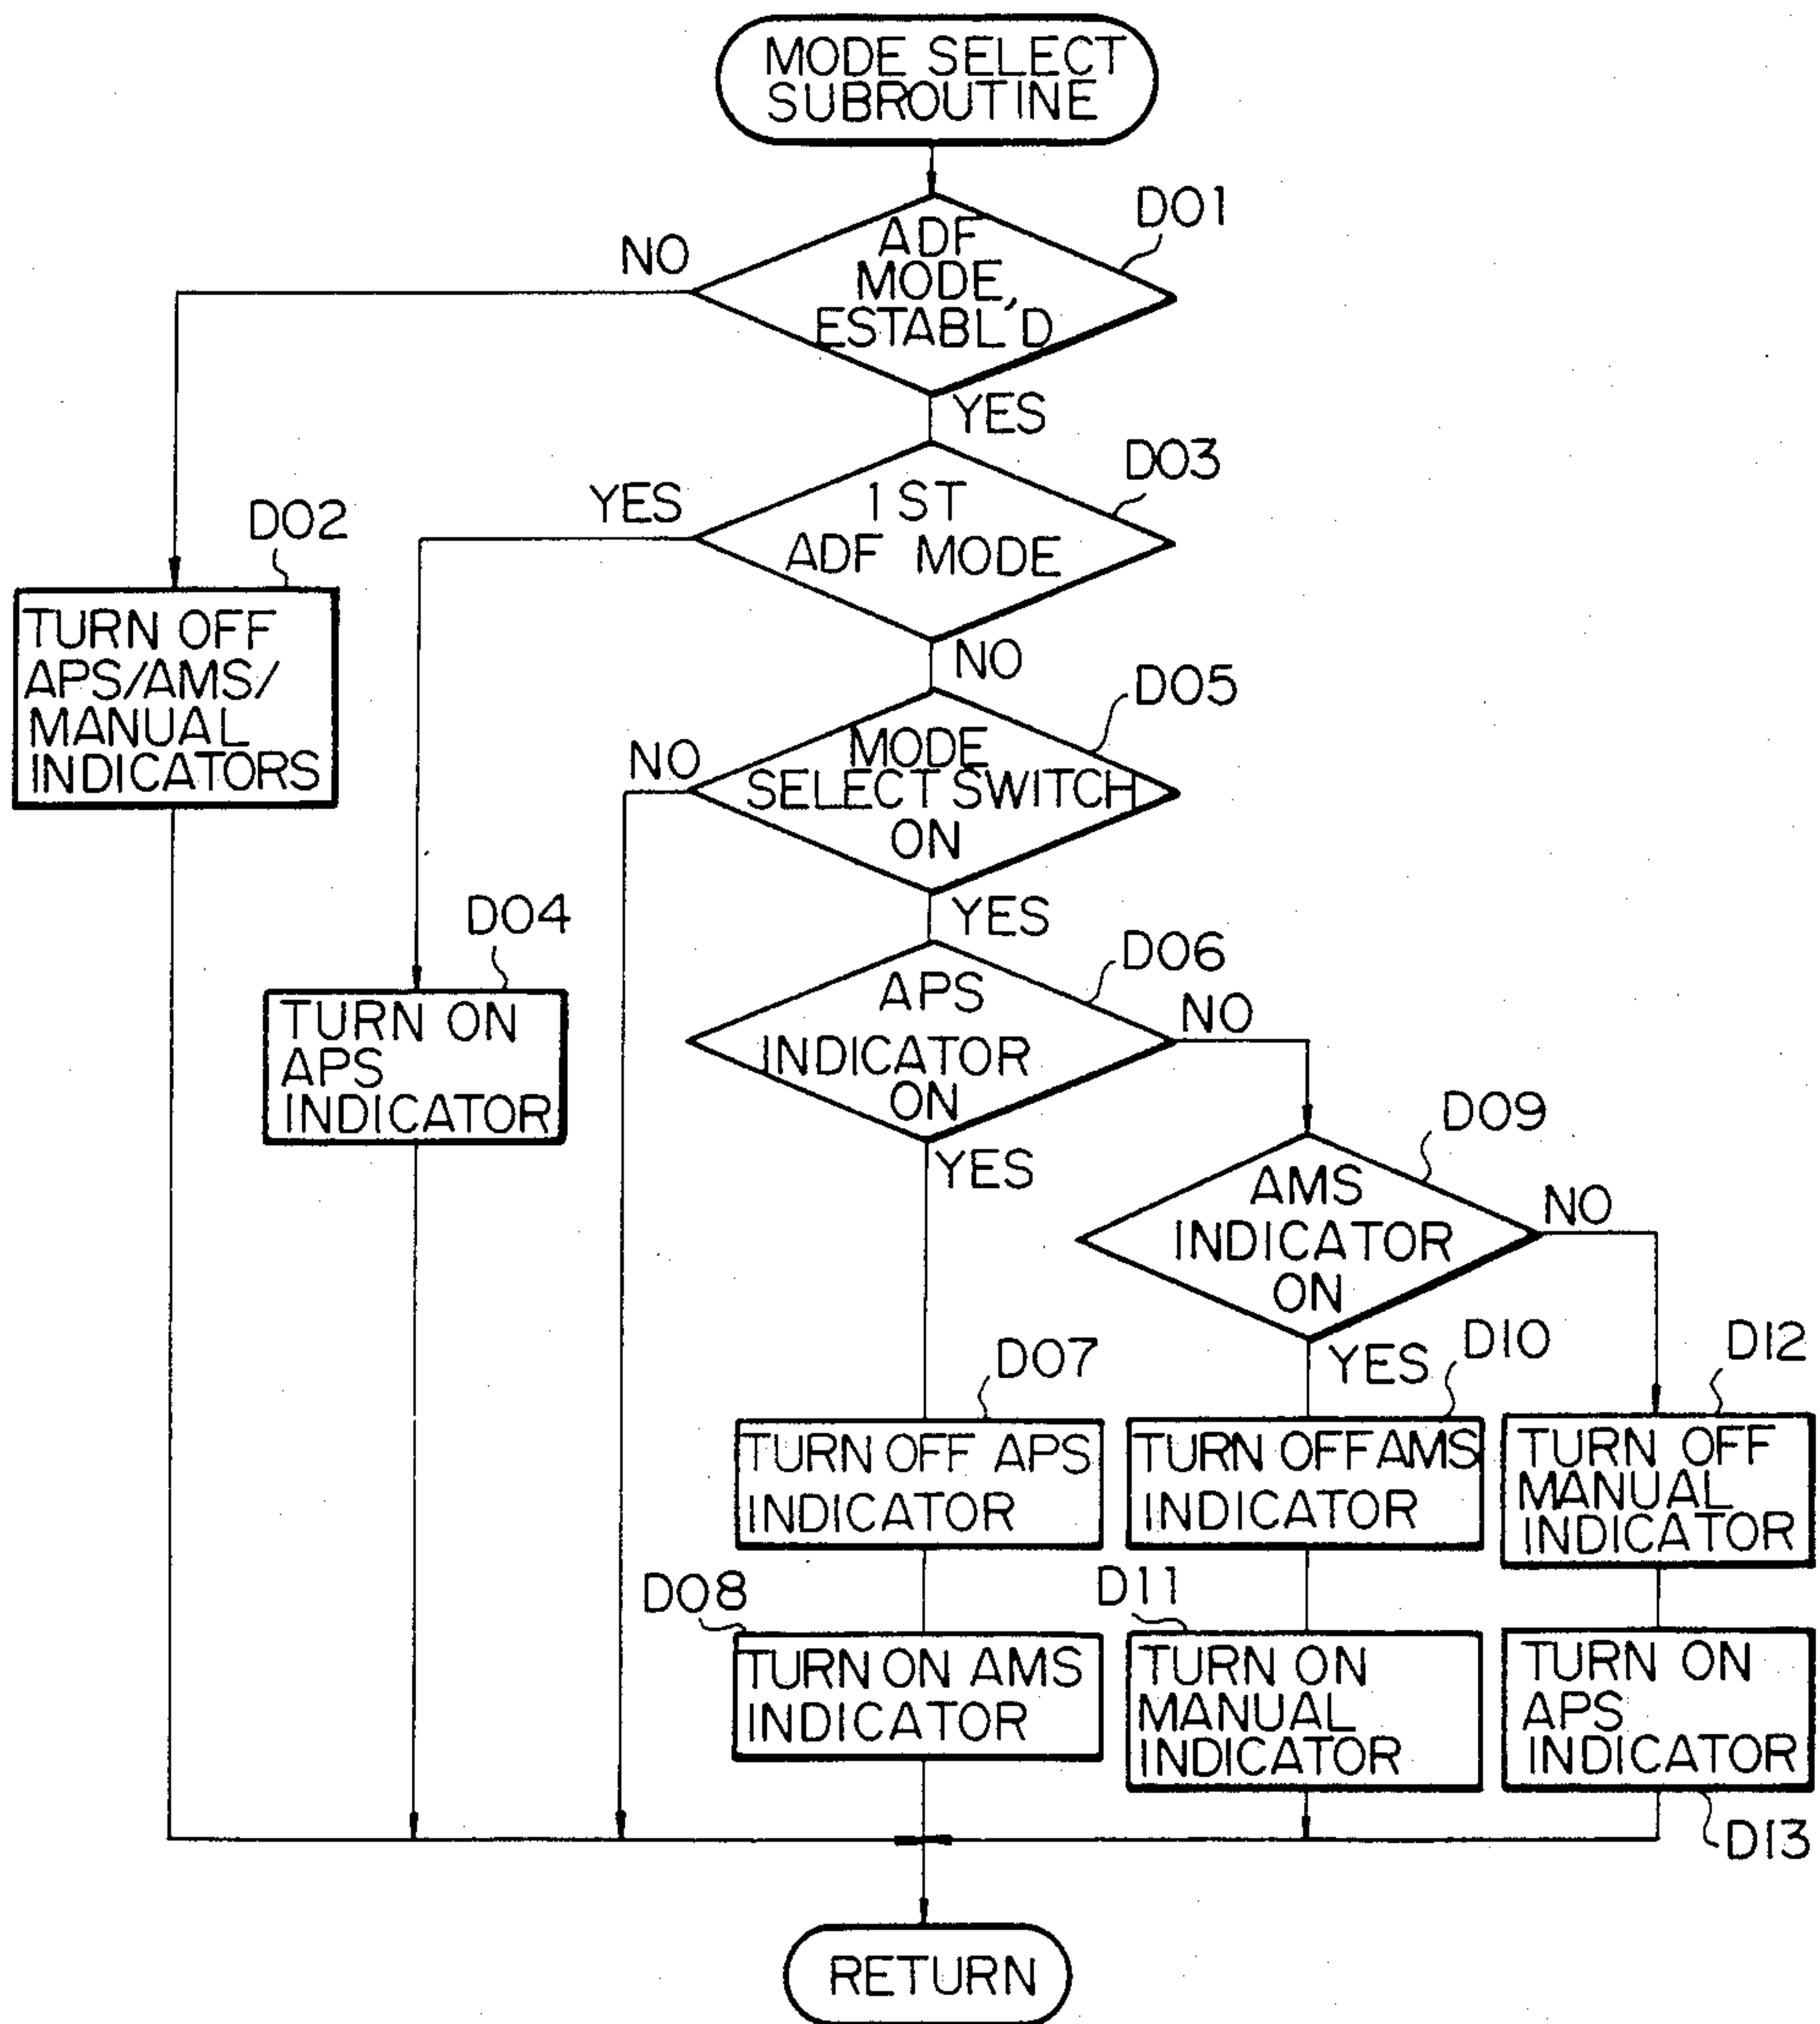 MODE SELECT
SUBROUTINE
D01
NO
ADF
MODE,
ESTABL'D
YES
D03
YES
1ST
ADF MODE
D02
NO
TURN OFF
APS/AMS/
MANUAL
INDICATORS
D05
NO
MODE
SELECT SWITCH
ON
D04
YES
D06
TURN ON
APS
INDICATOR
APS
INDICATOR
ON
NO
D09
YES
AMS
INDICATOR
ON
NO
D07
YES
D10
D12
TURN OFF APS
INDICATOR
TURN OFF AMS
INDICATOR
TURN OFF
MANUAL
INDICATOR
D08
D11
TURN ON AMS
INDICATOR
TURN ON
MANUAL
INDICATOR
TURN ON
APS
INDICATOR
D13
RETURN